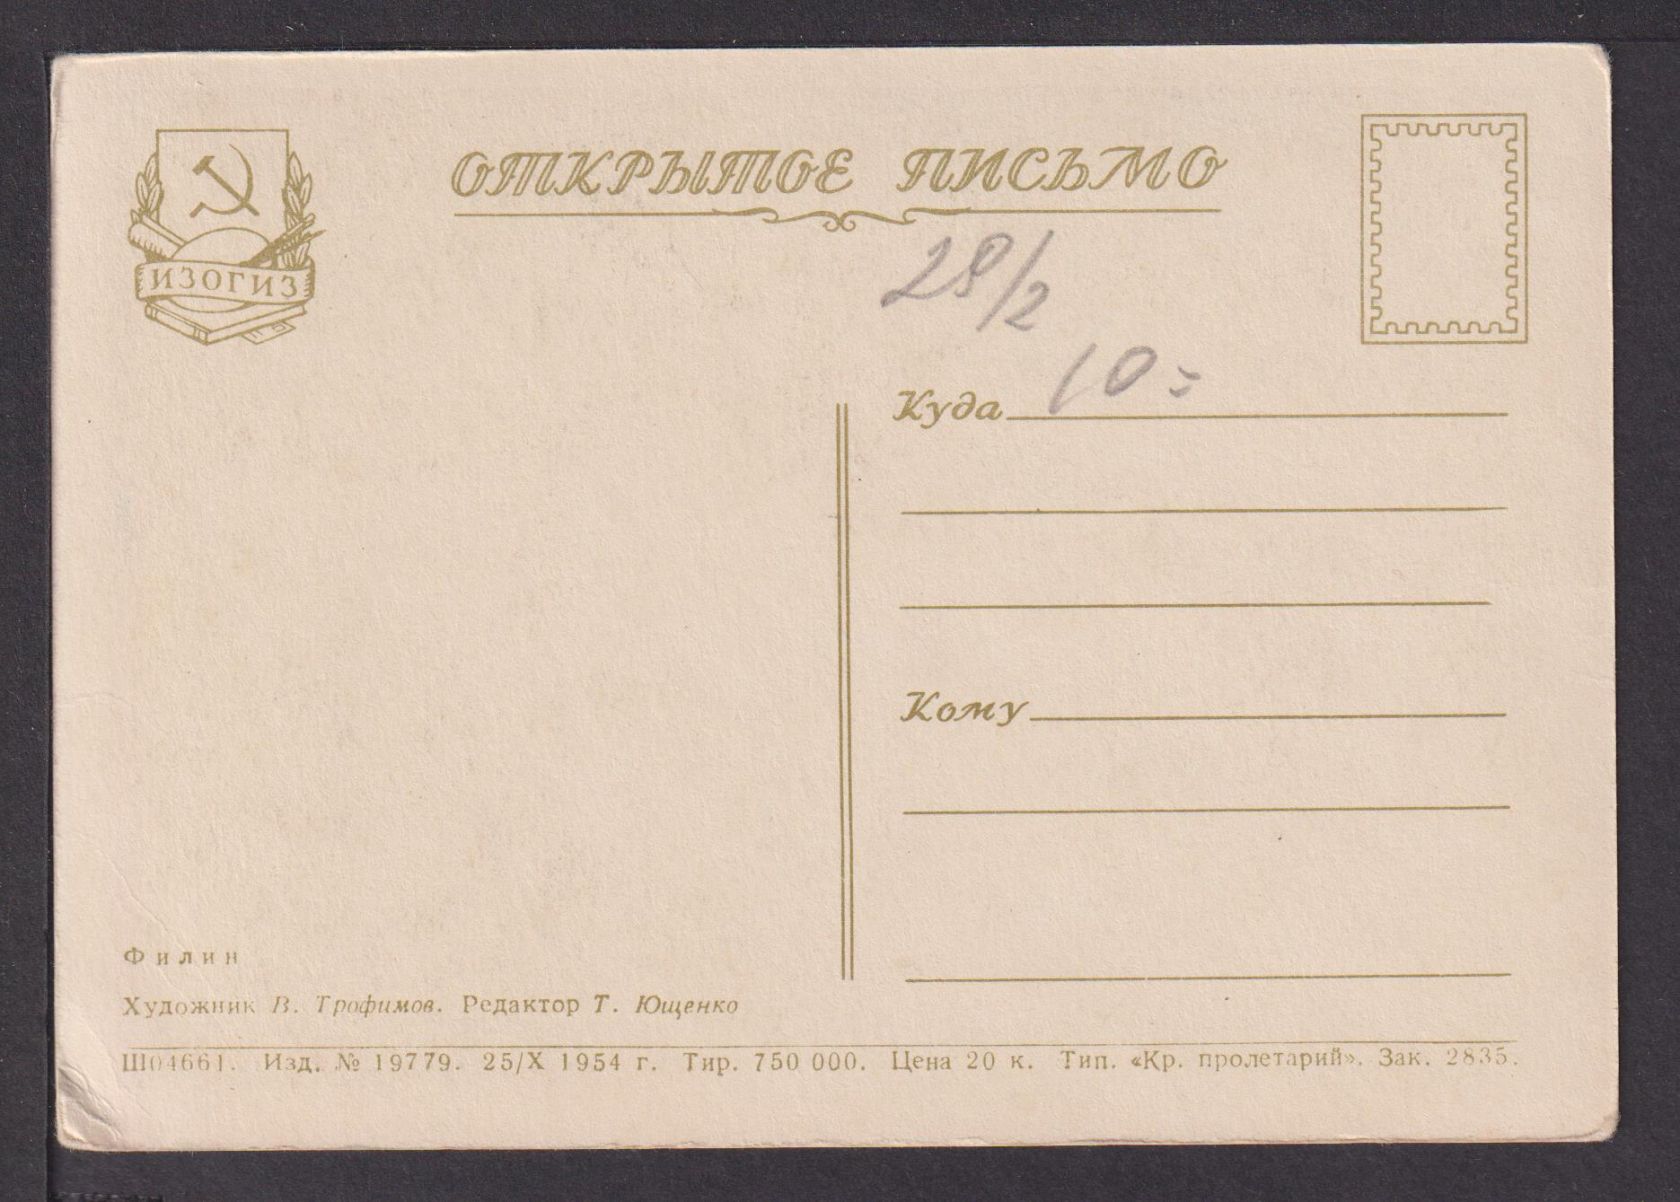 ИЗОГИЗ
ОТКРЫТОЕ ПИСЬМО
28/2
10=
Куда
Кому
Филин
Художник В. Трофимов. Редактор Т. Ющенко
Ш04661. Изд. № 19779. 25/X 1954 г. Тир. 750 000. Цена 20 к. Тип. «Кр. пролетарий». Зак. 2835.